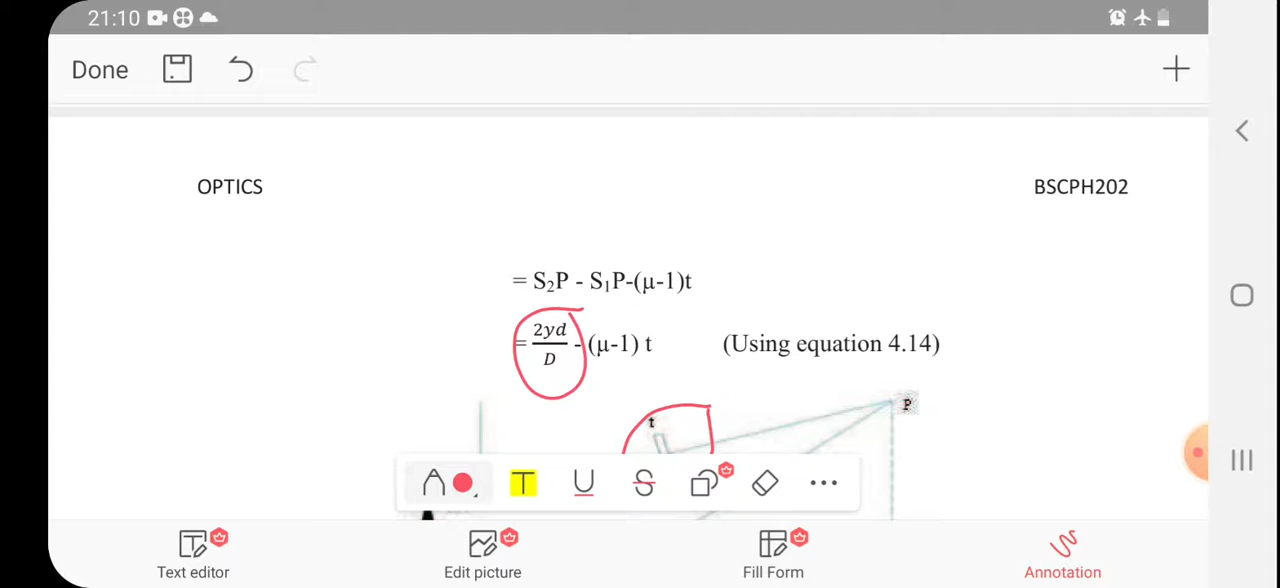 21:10
Done
OPTICS BSCPH202
= S₂P - S₁P-(μ-1)t
= 2yd/D - (μ-1) t (Using equation 4.14)
t
P
T U S
Text editor Edit picture Fill Form Annotation